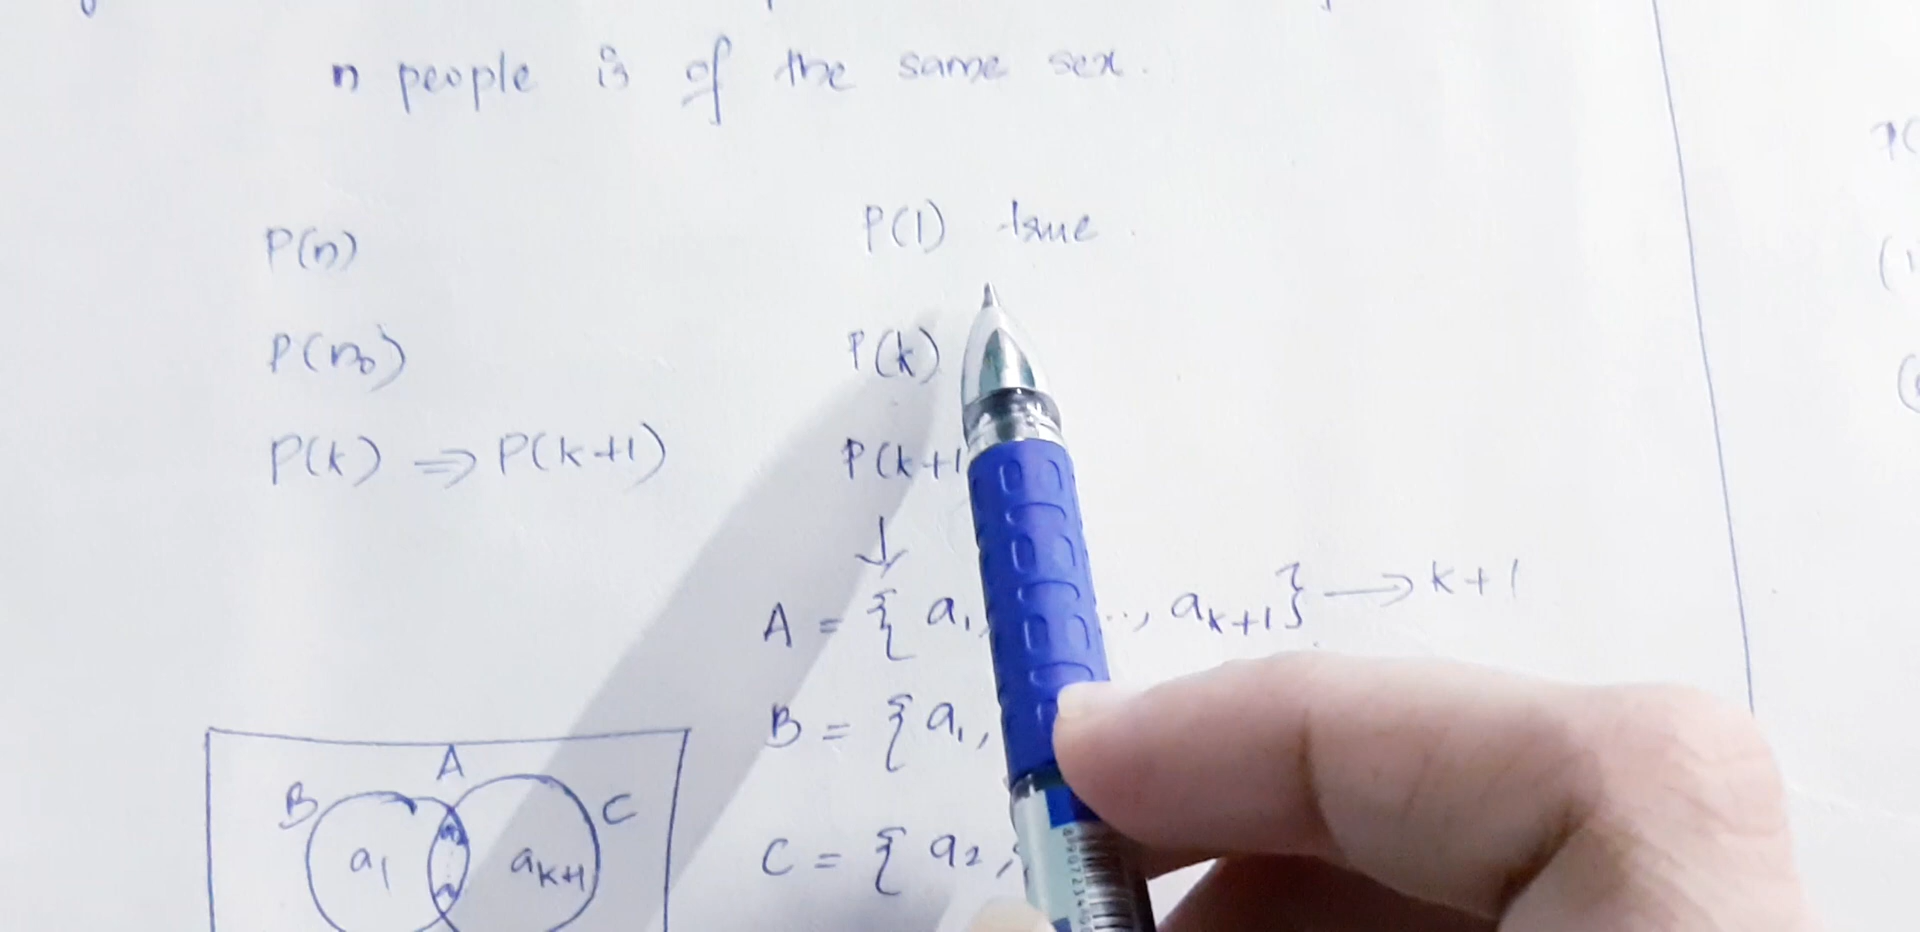 n people is of the same sex.
P(n)
P(n₀)
P(k) ⇒ P(k+1)
P(1) true.
P(k)
P(k+1
↓
A = { a₁, .., aₖ₊₁} → k+1
B = { a₁,
C = { a₂,
A
B
C
a₁
aₖ₊₁